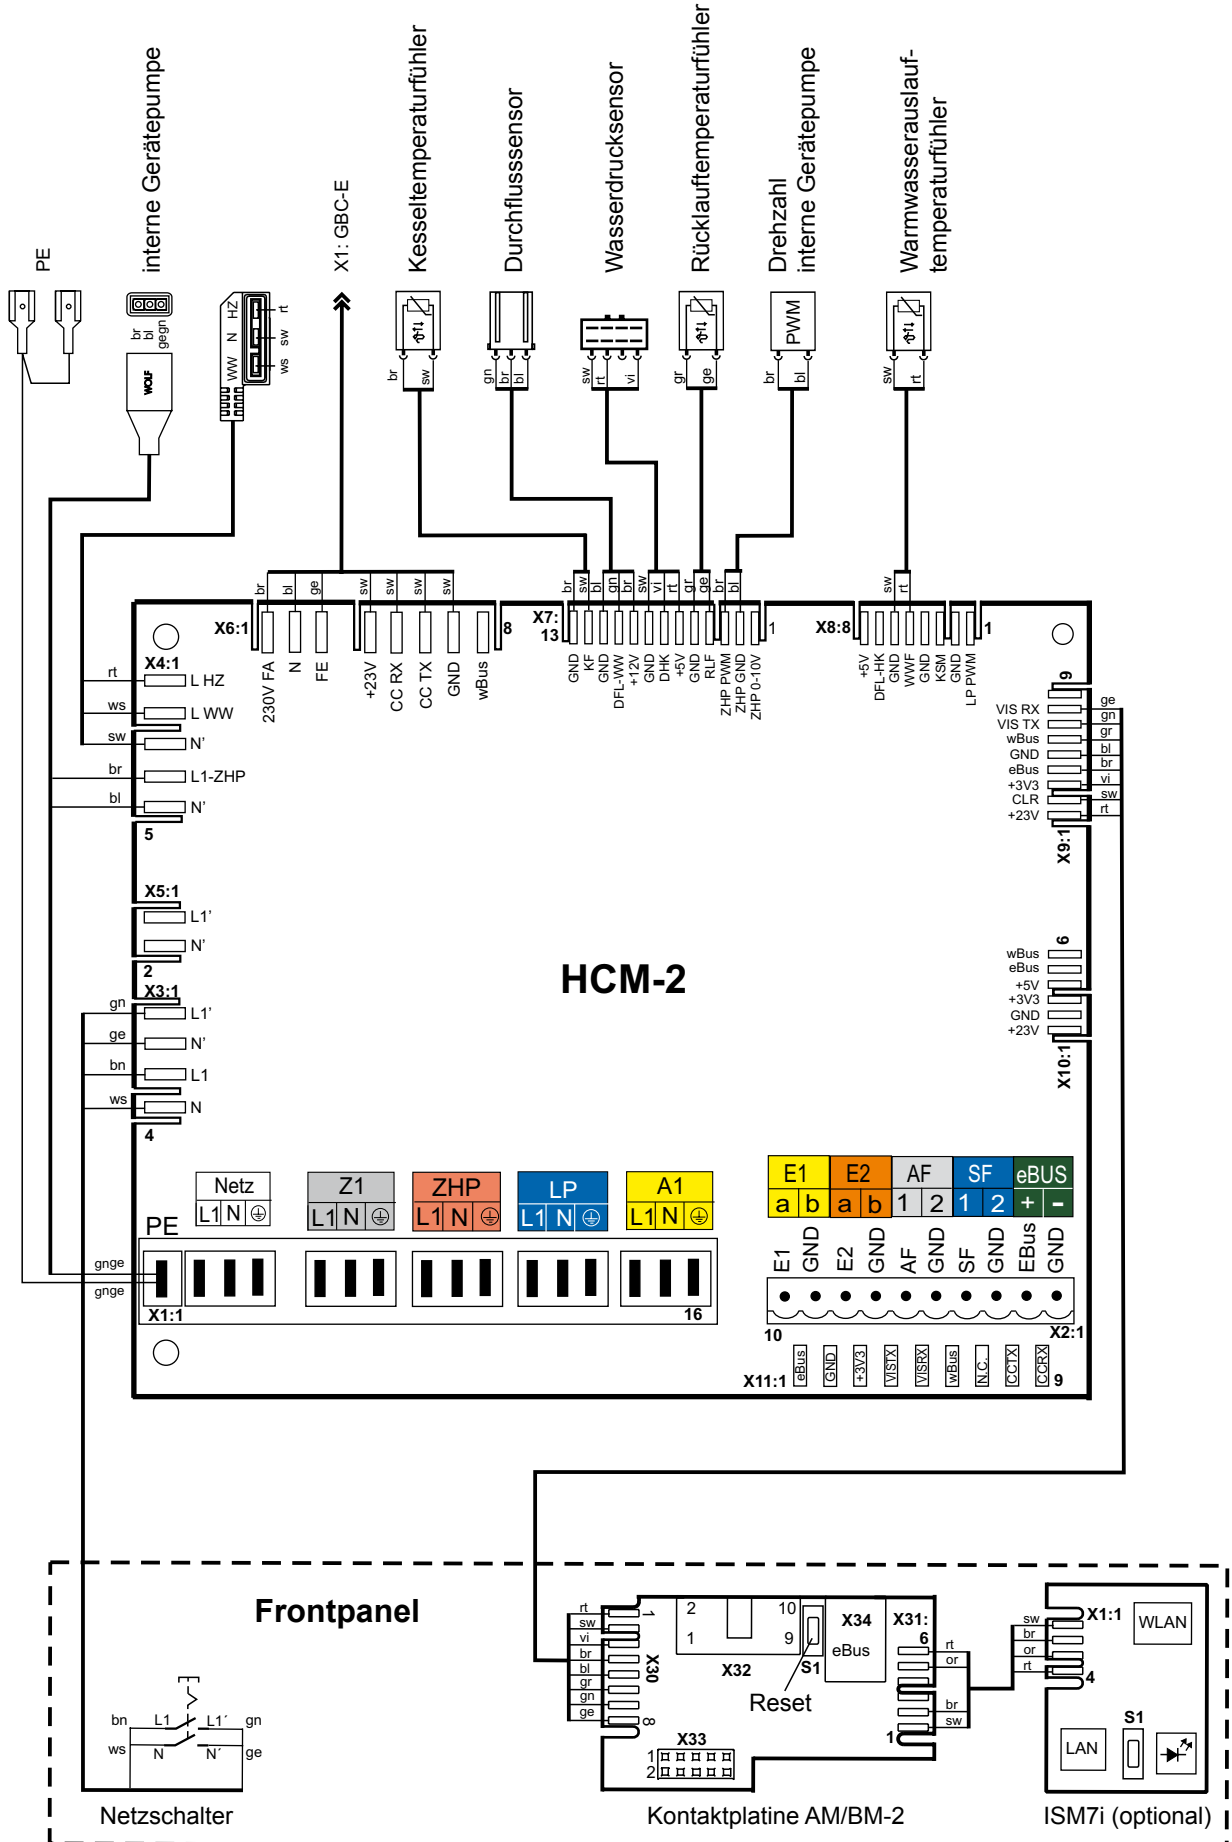 PE
interne Gerätepumpe
X1: GBC-E
Kesseltemperaturfühler
Durchflusssensor
Wasserdrucksensor
Rücklauftemperaturfühler
Drehzahl
interne Gerätepumpe
Warmwasserauslauf-
temperaturfühler
br
bl
gegn
WOLF
WW N HZ
ws sw rt
PWM
br sw
gn br bl
sw rt vi
gr ge
br bl
sw rt
br bl ge
sw sw sw sw
br sw bl gn br sw vi rt gr ge br bl
sw rt
X6:1
8
X7:
13
1
X8:8
1
230V FA
N
FE
+23V
CC RX
CC TX
GND
wBus
GND
KF
GND
DFL-WW
+12V
GND
DHK
+5V
GND
RLF
ZHP PWM
ZHP GND
ZHP 0-10V
+5V
DFL-HK
GND
WWF
GND
KSM
GND
LP PWM
X4:1
rt L HZ
ws L WW
sw N'
br L1-ZHP
bl N'
5
X5:1
L1'
N'
2
X3:1
gn L1'
ge N'
bn L1
ws N
4
9
VIS RX ge
VIS TX gn
wBus gr
GND bl
eBus br
+3V3 vi
CLR sw
+23V rt
X9:1
6
wBus
eBus
+5V
+3V3
GND
+23V
X10:1
HCM-2
Netz
L1 N
Z1
L1 N
ZHP
L1 N
LP
L1 N
A1
L1 N
PE
gnge
gnge
X1:1
16
E1 E2 AF SF eBUS
a b a b 1 2 1 2 + -
E1
GND
E2
GND
AF
GND
SF
GND
EBus
GND
10
X2:1
X11:1
eBus
GND
+3V3
VISTX
VISRX
wBus
N.C.
CCTX
CCRX
9
Frontpanel
bn L1 L1´ gn
ws N N´ ge
Netzschalter
rt
sw
vi
br
bl
gr
gn
ge
1
X30
8
2 10
1 9
X32
S1
Reset
X34
eBus
X31:
6
rt
or
br
sw
1
X33
1
2
Kontaktplatine AM/BM-2
sw
br
or
rt
X1:1
4
WLAN
LAN
S1
ISM7i (optional)